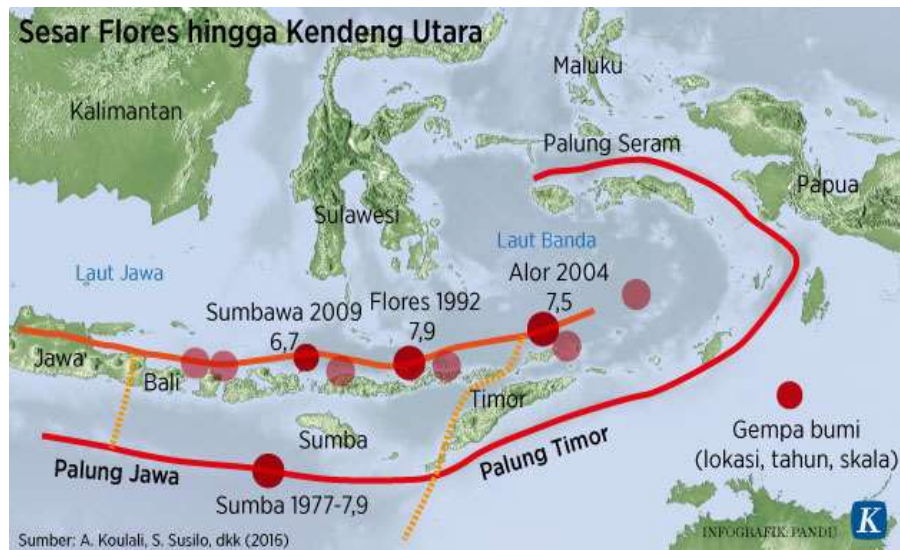 Sesar Flores hingga Kendeng Utara
Maluku
Kalimantan
Palung Seram
Papua
Sulawesi
Laut Banda
Laut Jawa
Alor 2004
7,5
Flores 1992
7,9
Sumbawa 2009
6,7
Jawa
Bali
Timor
Sumba
Gempa bumi
(lokasi, tahun, skala)
Palung Timor
Palung Jawa
Sumba 1977-7,9
K
INFOGRAFIK: PANDU
Sumber: A. Koulali, S. Susilo, dkk (2016)